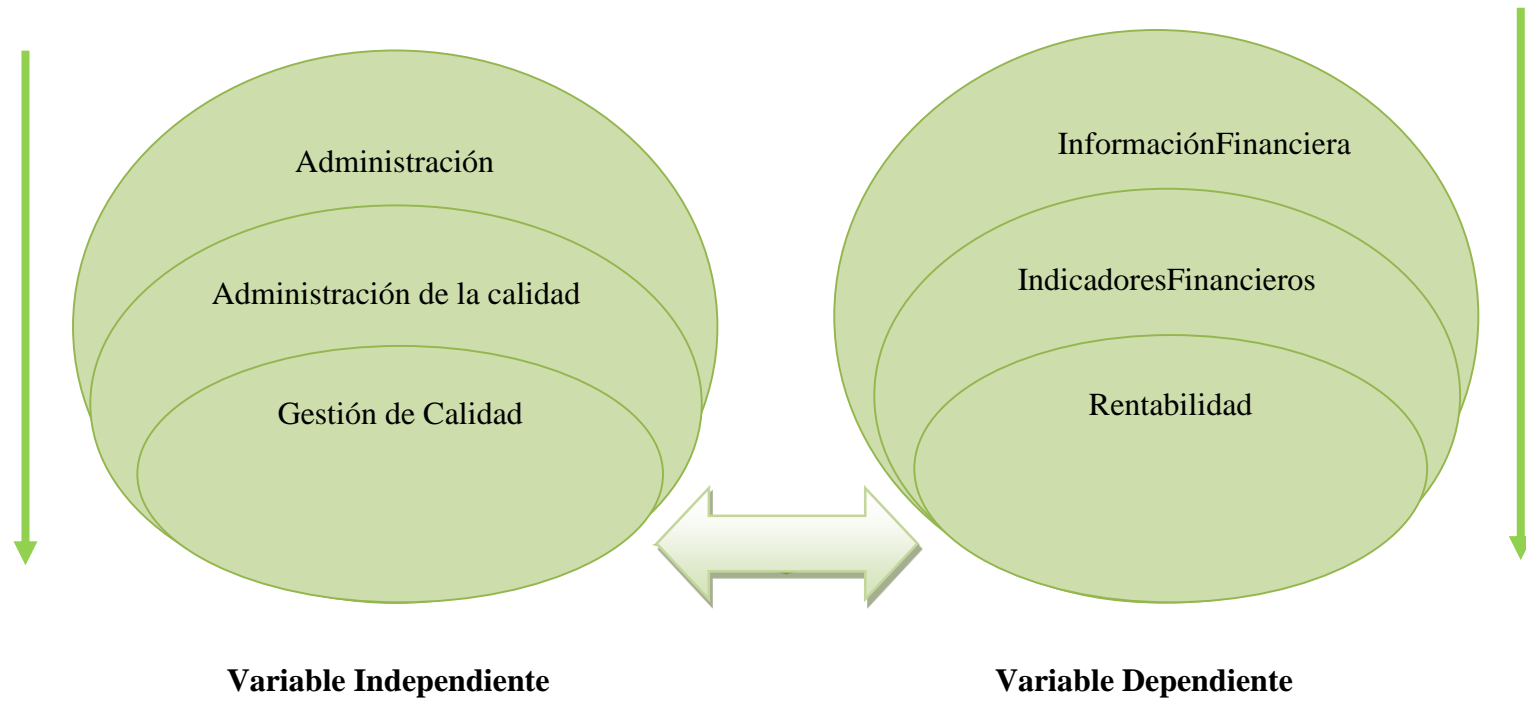 Administración
Administración de la calidad
Gestión de Calidad
InformaciónFinanciera
IndicadoresFinancieros
Rentabilidad
Variable Independiente
Variable Dependiente